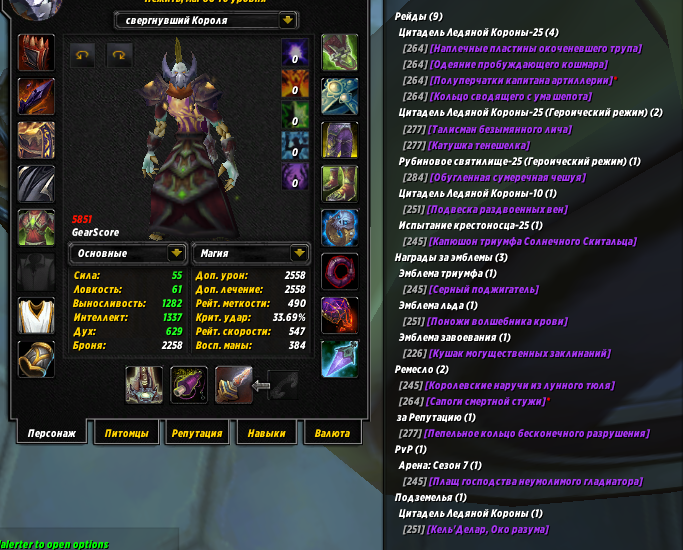 свергнувший Короля
0
0
0
0
0
5851
GearScore
Основные
Магия
Сила: 55
Доп. урон: 2558
Ловкость: 61
Доп. лечение: 2558
Выносливость: 1282
Рейт. меткости: 490
Интеллект: 1337
Крит. удар: 33.69%
Дух: 629
Рейт. скорости: 547
Броня: 2258
Восп. маны: 384
Персонаж
Питомцы
Репутация
Навыки
Валюта
alerter to open options
Рейды (9)
Цитадель Ледяной Короны-25 (4)
[264] [Наплечные пластины окоченевшего трупа]
[264] [Одеяние пробуждающего кошмара]
[264] [Полуперчатки капитана артиллерии]*
[264] [Кольцо сводящего с ума шепота]
Цитадель Ледяной Короны-25 (Героический режим) (2)
[277] [Талисман безымянного лича]
[277] [Катушка тенешелка]
Рубиновое святилище-25 (Героический режим) (1)
[284] [Обугленная сумеречная чешуя]
Цитадель Ледяной Короны-10 (1)
[251] [Подвеска раздвоенных вен]
Испытание крестоносца-25 (1)
[245] [Капюшон триумфа Солнечного Скитальца]
Награды за эмблемы (3)
Эмблема триумфа (1)
[245] [Серный поджигатель]
Эмблема льда (1)
[251] [Поножи волшебника крови]
Эмблема завоевания (1)
[226] [Кушак могущественных заклинаний]
Ремесло (2)
[245] [Королевские наручи из лунного тюля]
[264] [Сапоги смертной стужи]*
за Репутацию (1)
[277] [Пепельное кольцо бесконечного разрушения]
PvP (1)
Арена: Сезон 7 (1)
[245] [Плащ господства неумолимого гладиатора]
Подземелья (1)
Цитадель Ледяной Короны (1)
[251] [Кель'Делар, Око разума]